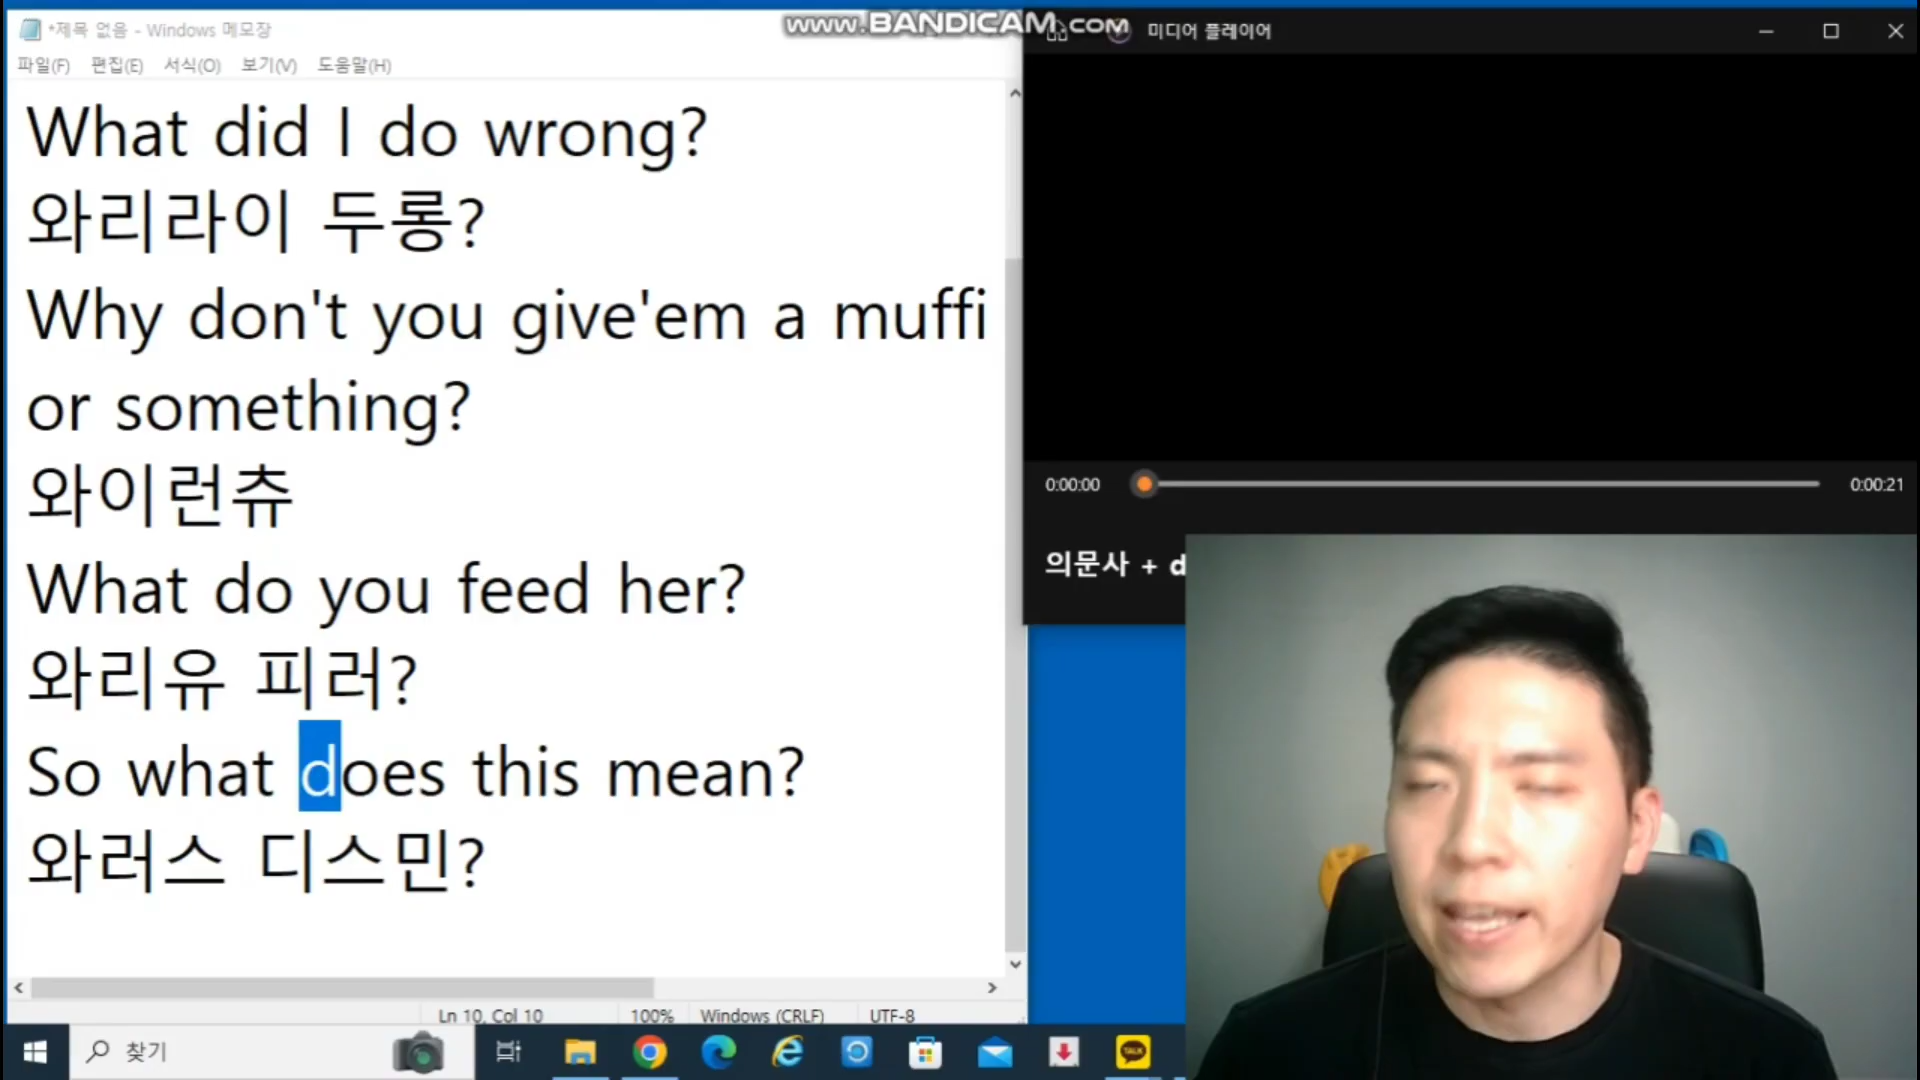 www.BANDICAM.com
*제목 없음 - Windows 메모장
미디어 플레이어
파일(F) 편집(E) 서식(O) 보기(V) 도움말(H)
What did I do wrong?
와리라이 두롱?
Why don't you give'em a muffi
or something?
와이런츄
What do you feed her?
와리유 피러?
So what does this mean?
와러스 디스민?
0:00:00
0:00:21
의문사 + d
Ln 10, Col 10
100%
Windows (CRLF)
UTF-8
찾기
TALK